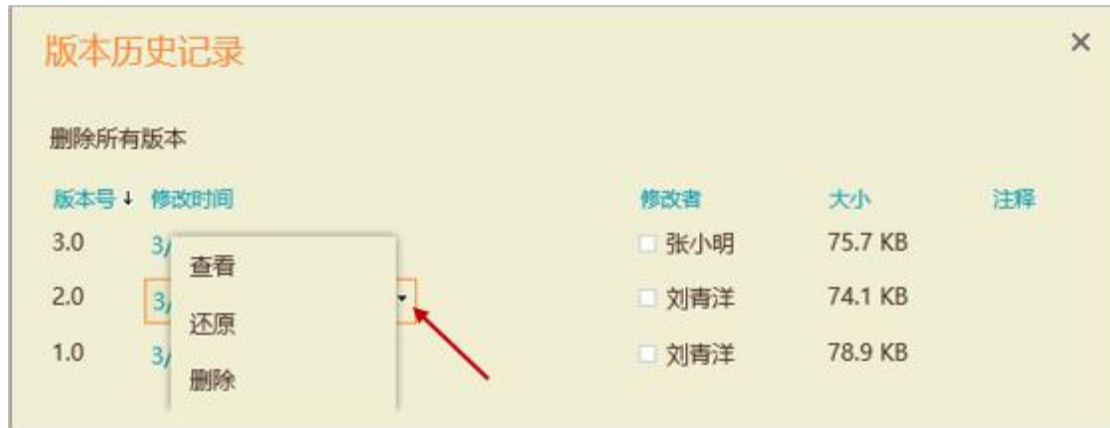 版本历史记录
删除所有版本
版本号 修改时间 修改者 大小 注释
3.0 3/ 张小明 75.7 KB
查看
2.0 3/ 刘青洋 74.1 KB
还原
1.0 3/ 刘青洋 78.9 KB
删除